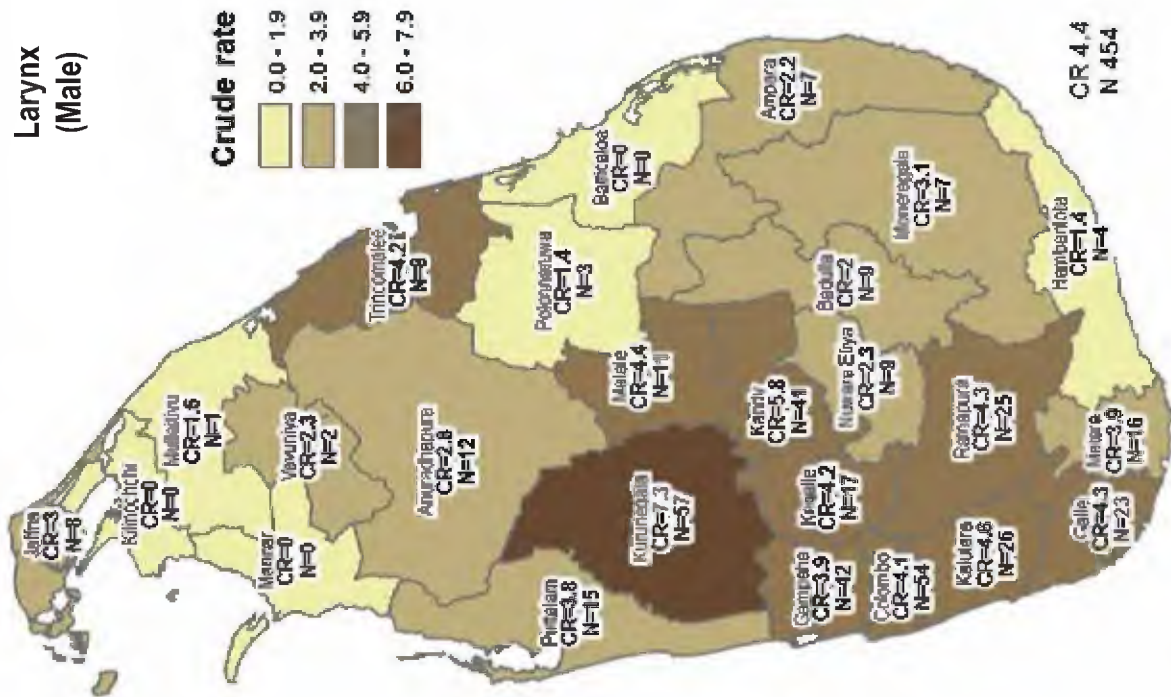 Larynx
(Male)
Crude rate
0.0 - 1.9
2.0 - 3.9
4.0 - 5.9
6.0 - 7.9
Jaffna
CR=3
N=8
Kilinochchi
CR=0
N=0
Mullaitivu
CR=1.6
N=1
Mannar
CR=0
N=0
Vavuniya
CR=2.3
N=2
Anuradhapura
CR=2.8
N=12
Trincomalee
CR=4.2
N=8
Polonnaruwa
CR=1.4
N=3
Batticaloa
CR=0
N=0
Puttalam
CR=3.8
N=15
Kurunegala
CR=7.3
N=57
Matale
CR=4.4
N=11
Kandy
CR=5.8
N=41
Ampara
CR=2.2
N=7
Gampaha
CR=3.9
N=42
Kegalle
CR=4.2
N=17
Nuwara Eliya
CR=2.3
N=9
Badulla
CR=2
N=9
Moneragala
CR=3.1
N=7
Colombo
CR=4.1
N=54
Kalutara
CR=4.6
N=26
Ratnapura
CR=4.3
N=25
Galle
CR=4.3
N=23
Matara
CR=3.9
N=16
Hambantota
CR=1.4
N=4
CR 4.4
N 454